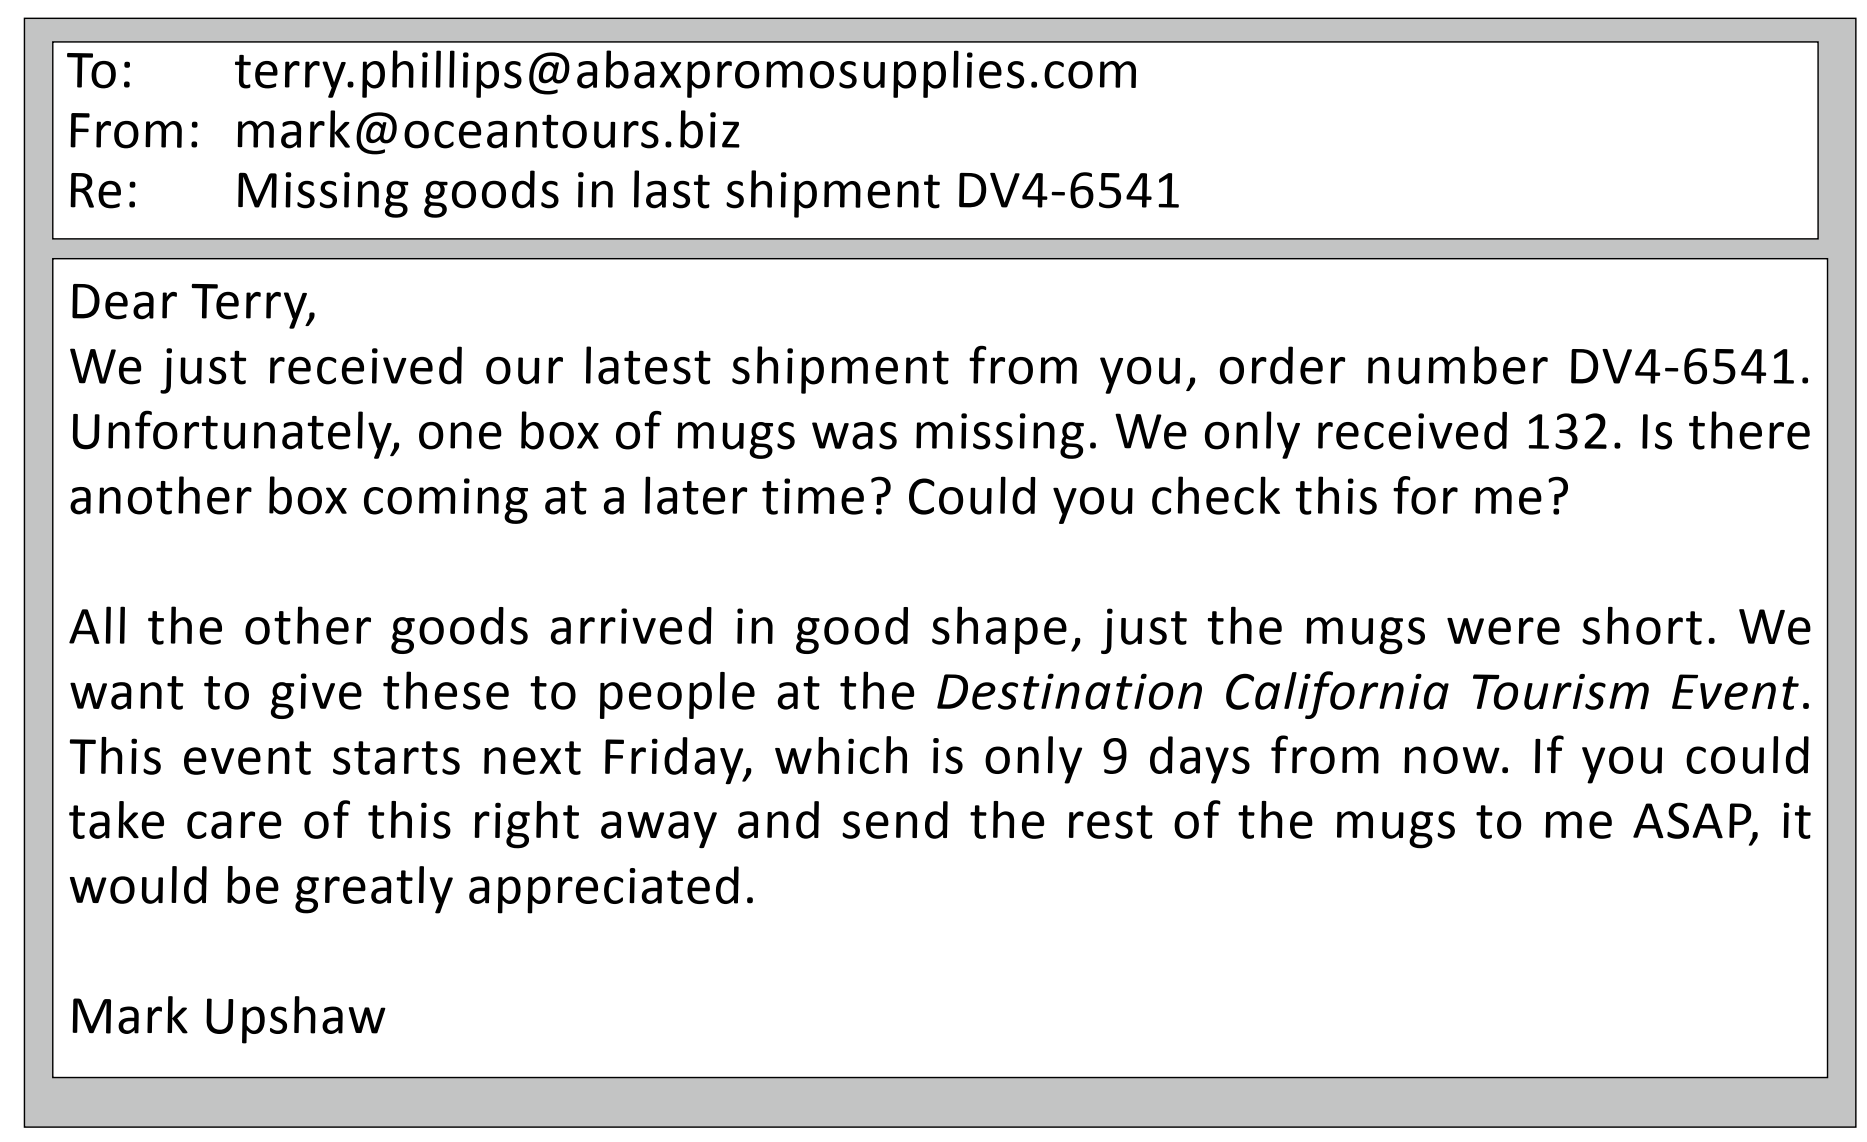 To: terry.phillips@abaxpromosupplies.com
From: mark@oceantours.biz
Re: Missing goods in last shipment DV4-6541
Dear Terry,
We just received our latest shipment from you, order number DV4-6541.
Unfortunately, one box of mugs was missing. We only received 132. Is there
another box coming at a later time? Could you check this for me?
All the other goods arrived in good shape, just the mugs were short. We
want to give these to people at the Destination California Tourism Event.
This event starts next Friday, which is only 9 days from now. If you could
take care of this right away and send the rest of the mugs to me ASAP, it
would be greatly appreciated.
Mark Upshaw